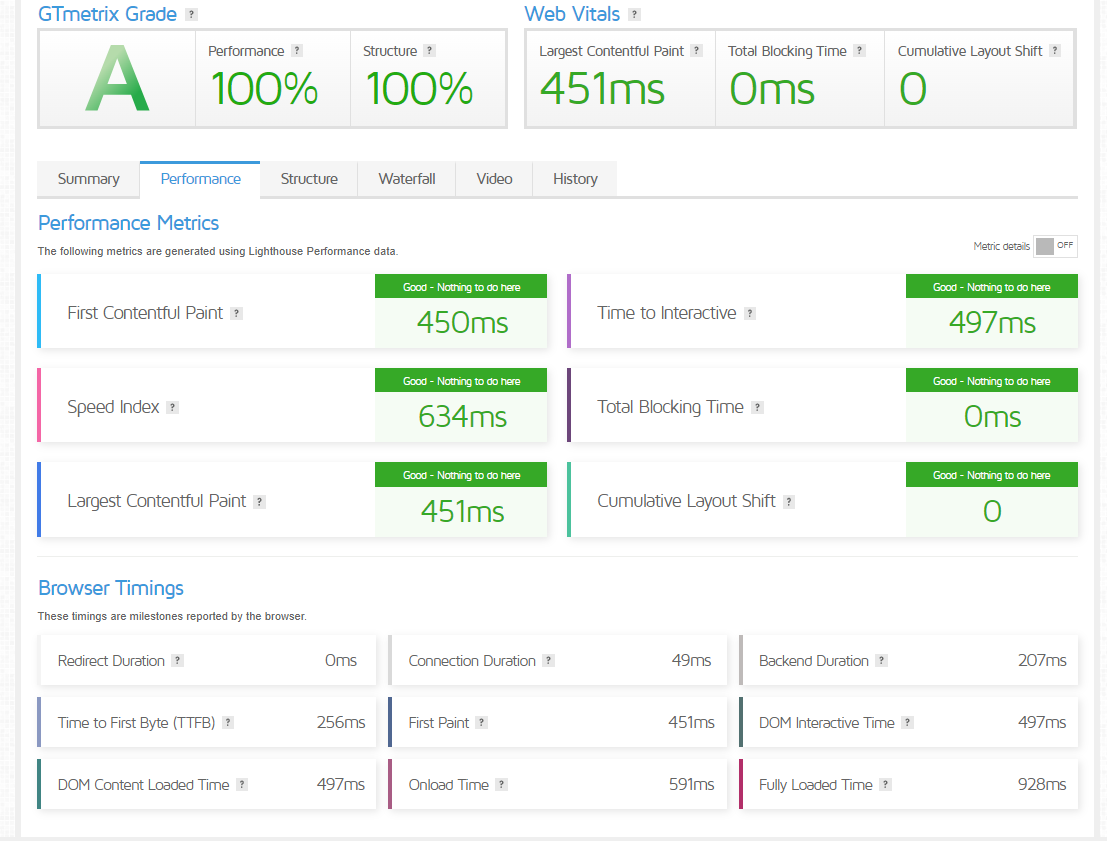 GTmetrix Grade ? Web Vitals ?
A
Performance ? Structure ? Largest Contentful Paint ? Total Blocking Time ? Cumulative Layout Shift ?
100% 100% 451ms 0ms 0
Summary Performance Structure Waterfall Video History
Performance Metrics
The following metrics are generated using Lighthouse Performance data.
Metric details OFF
Good - Nothing to do here
First Contentful Paint ? 450ms
Good - Nothing to do here
Time to Interactive ? 497ms
Good - Nothing to do here
Speed Index ? 634ms
Good - Nothing to do here
Total Blocking Time ? 0ms
Good - Nothing to do here
Largest Contentful Paint ? 451ms
Good - Nothing to do here
Cumulative Layout Shift ? 0
Browser Timings
These timings are milestones reported by the browser.
Redirect Duration ? 0ms
Connection Duration ? 49ms
Backend Duration ? 207ms
Time to First Byte (TTFB) ? 256ms
First Paint ? 451ms
DOM Interactive Time ? 497ms
DOM Content Loaded Time ? 497ms
Onload Time ? 591ms
Fully Loaded Time ? 928ms